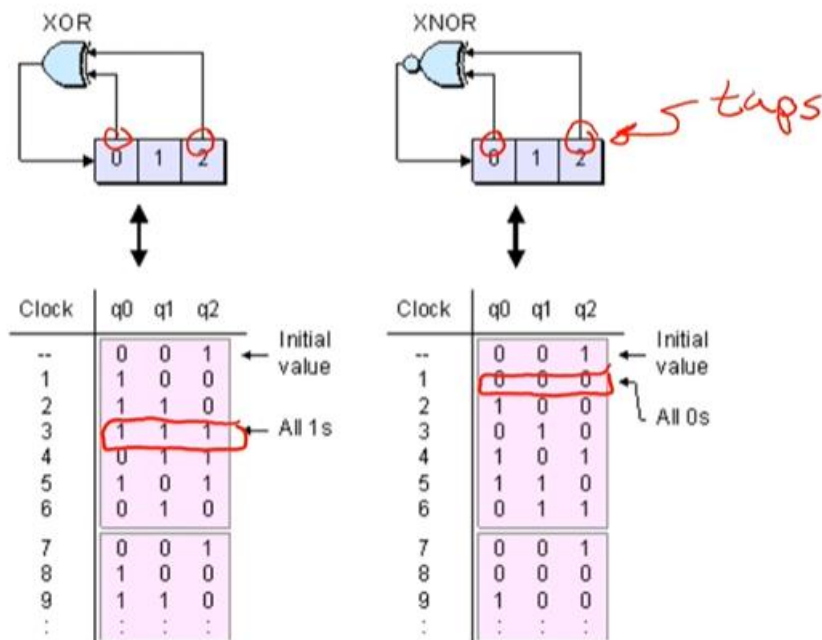 XOR XNOR
taps
0 1 2 0 1 2
Clock q0 q1 q2 Clock q0 q1 q2
-- 0 0 1 Initial value -- 0 0 1 Initial value
1 1 0 0 1 0 0 0
2 1 1 0 2 1 0 0 All 0s
3 1 1 1 All 1s 3 0 1 0
4 0 1 1 4 1 0 1
5 1 0 1 5 1 1 0
6 0 1 0 6 0 1 1
7 0 0 1 7 0 0 1
8 1 0 0 8 0 0 0
9 1 1 0 9 1 0 0
: : : : : : : :